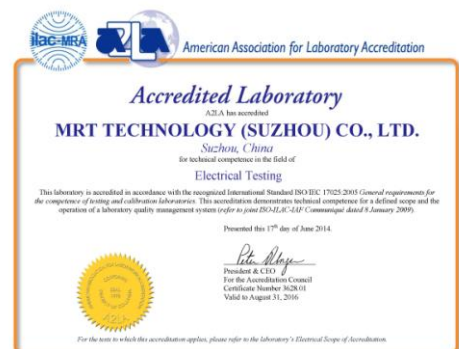 ilac-MRA
A2LA
American Association for Laboratory Accreditation
Accredited Laboratory
A2LA has accredited
MRT TECHNOLOGY (SUZHOU) CO., LTD.
Suzhou, China
for technical competence in the field of
Electrical Testing
This laboratory is accredited in accordance with the recognized International Standard ISO/IEC 17025:2005 General requirements for
the competence of testing and calibration laboratories. This accreditation demonstrates technical competence for a defined scope and the
operation of a laboratory quality management system (refer to joint ISO-ILAC-IAF Communiqué dated 8 January 2009).
Presented this 17th day of June 2014.
President & CEO
For the Accreditation Council
Certificate Number 3628.01
Valid to August 31, 2016
A2LA
For the tests to which this accreditation applies, please refer to the laboratory's Electrical Scope of Accreditation.